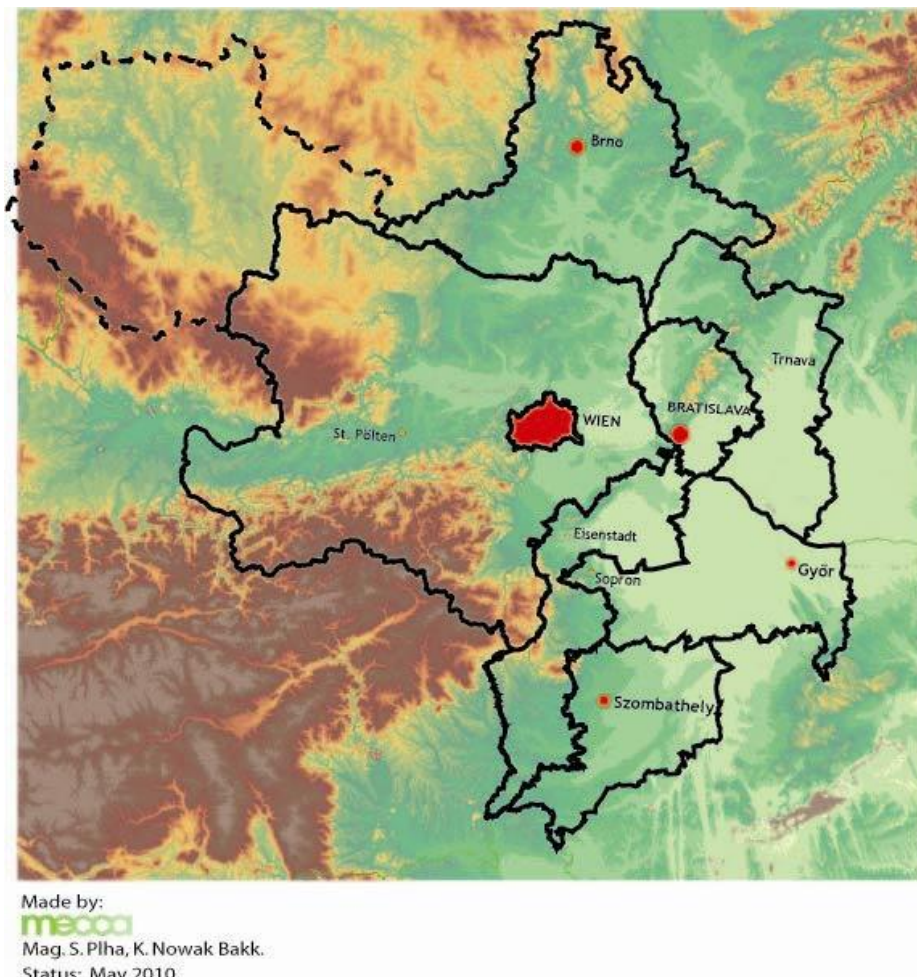 Brno
Trnava
BRATISLAVA
WIEN
St. Pölten
Eisenstadt
Sopron
Győr
Szombathely
Made by:
mecca
Mag. S. Plha, K. Nowak Bakk.
Status: May 2010